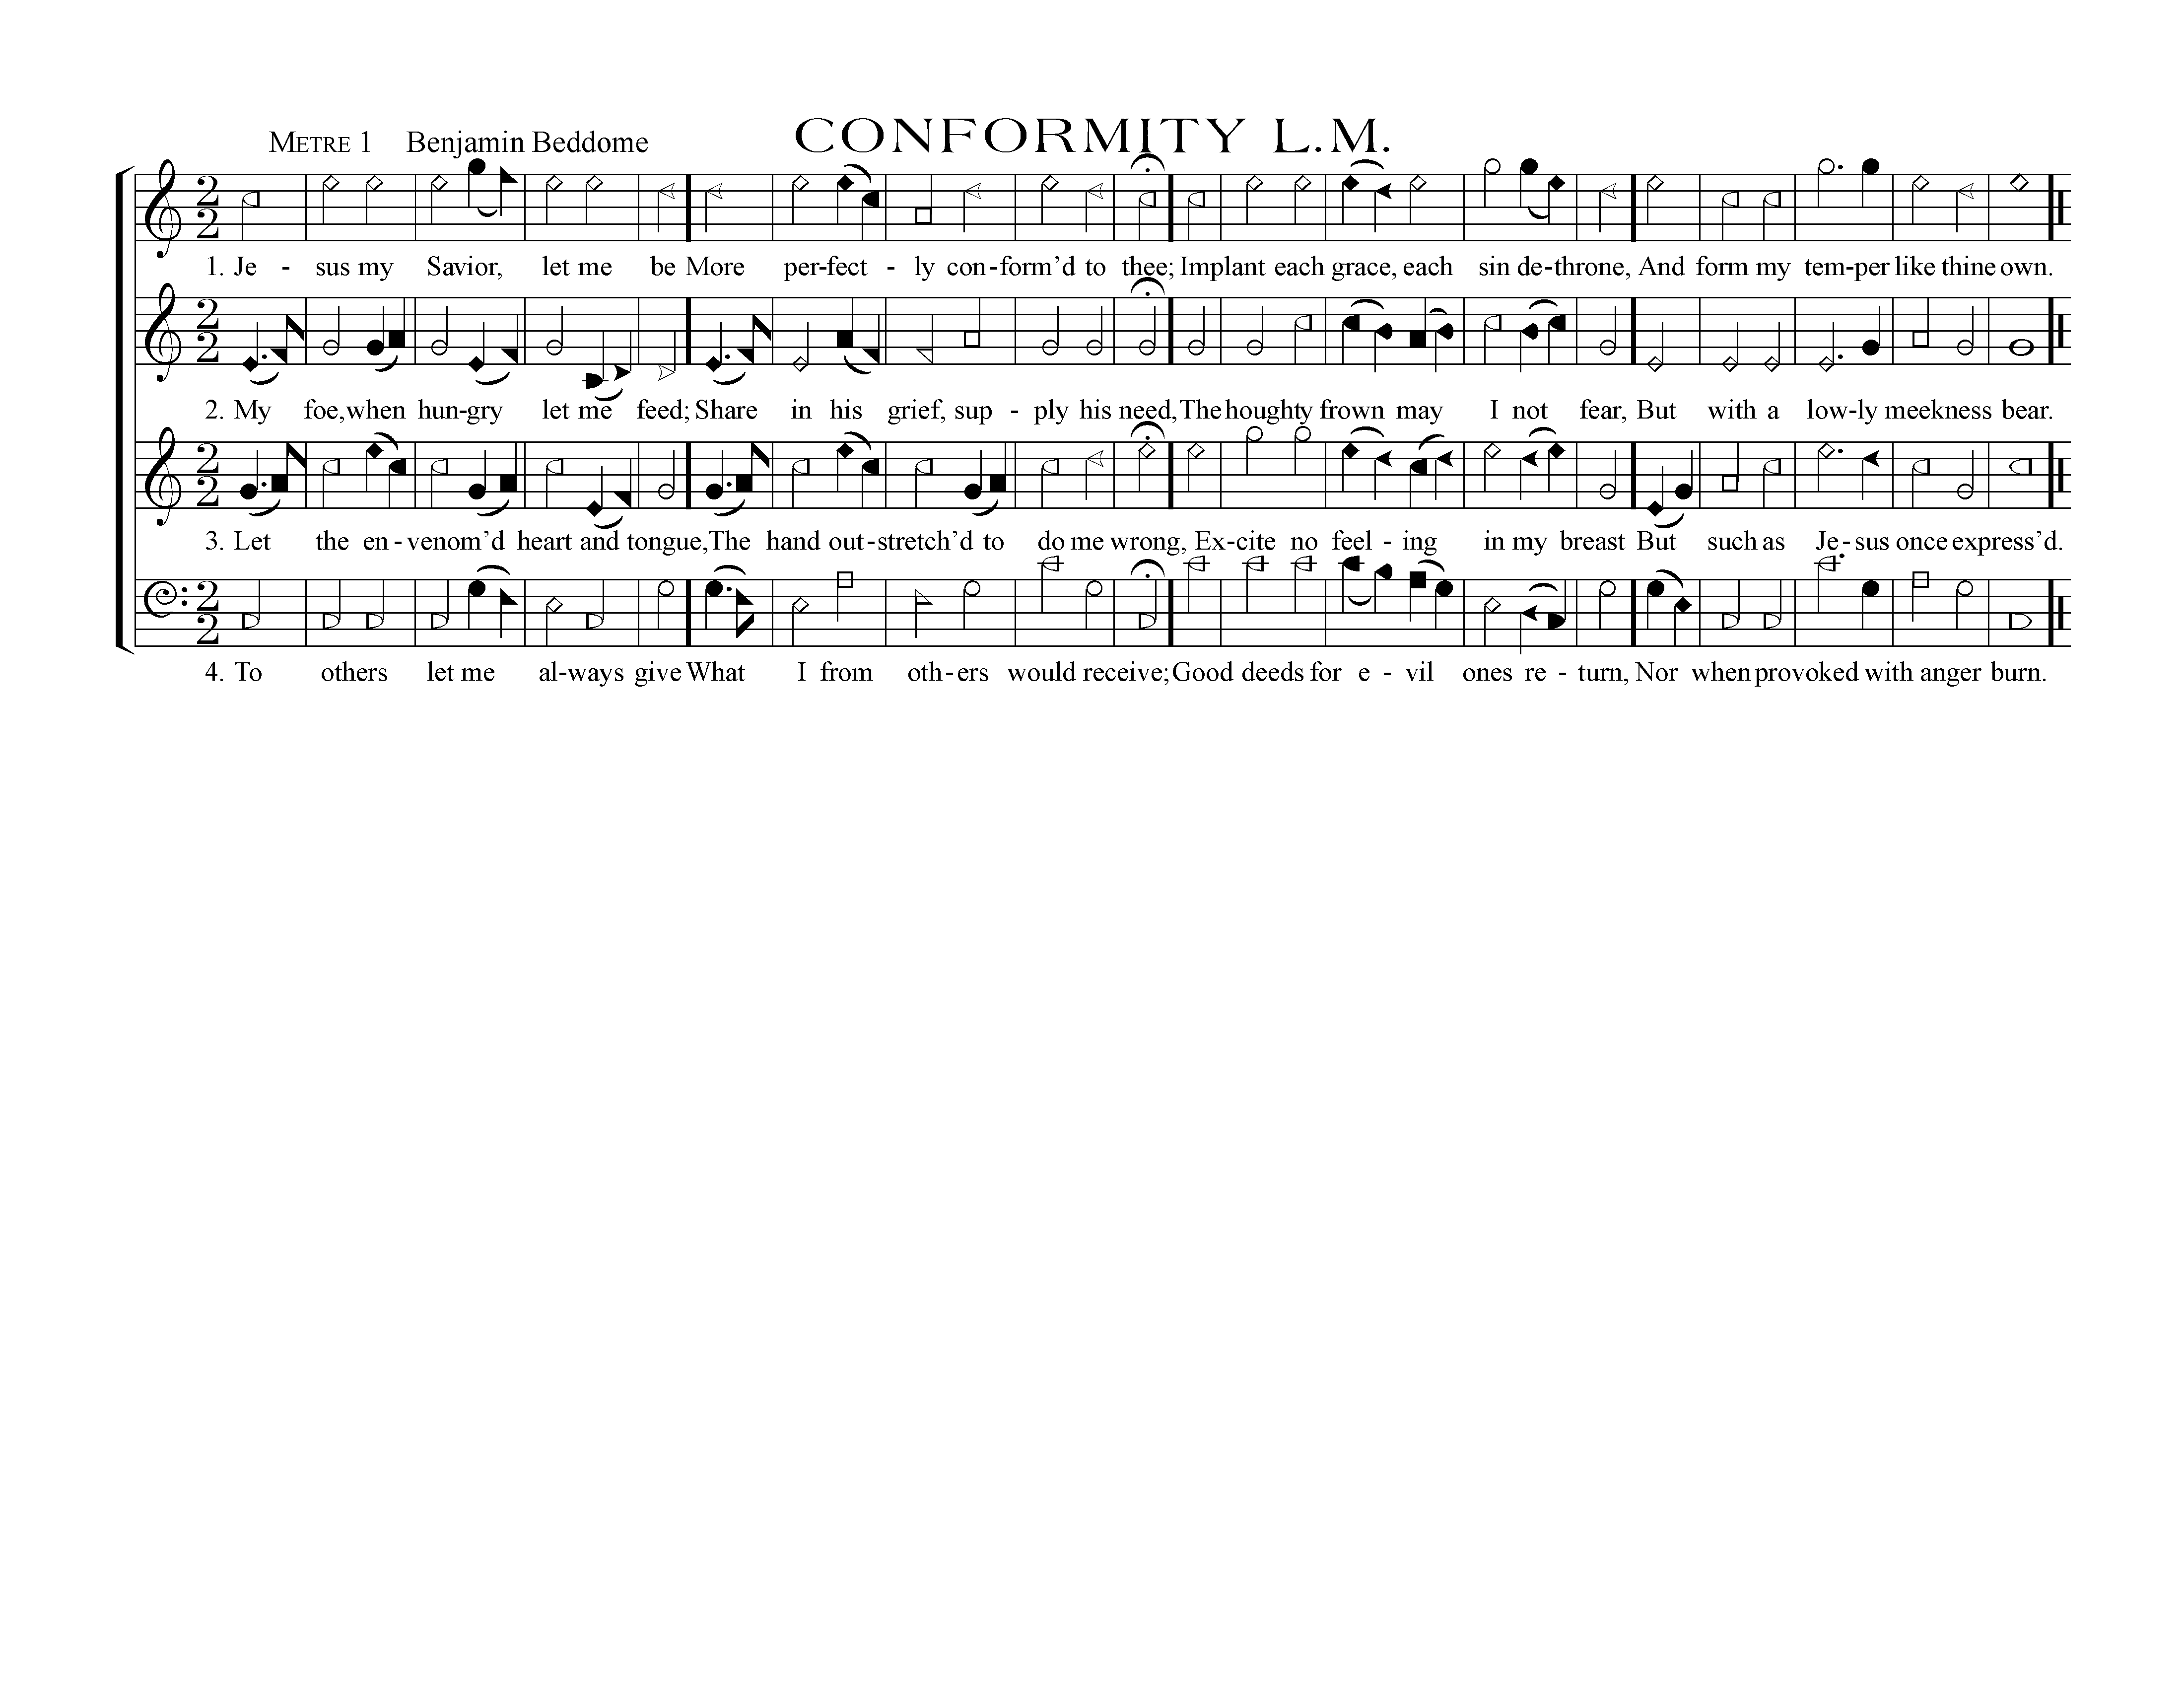 CONFORMITY L.M.
METRE 1 Benjamin Beddome
1. Je - sus my Savior, let me be More per-fect - ly con-form’d to thee; Implant each grace, each sin de-throne, And form my tem-per like thine own.
2. My foe, when hun-gry let me feed; Share in his grief, sup - ply his need, The houghty frown may I not fear, But with a low-ly meekness bear.
3. Let the en-venom’d heart and tongue, The hand out-stretch’d to do me wrong, Ex-cite no feel - ing in my breast But such as Je-sus once express’d.
4. To others let me al-ways give What I from oth-ers would receive; Good deeds for e - vil ones re - turn, Nor when provoked with anger burn.